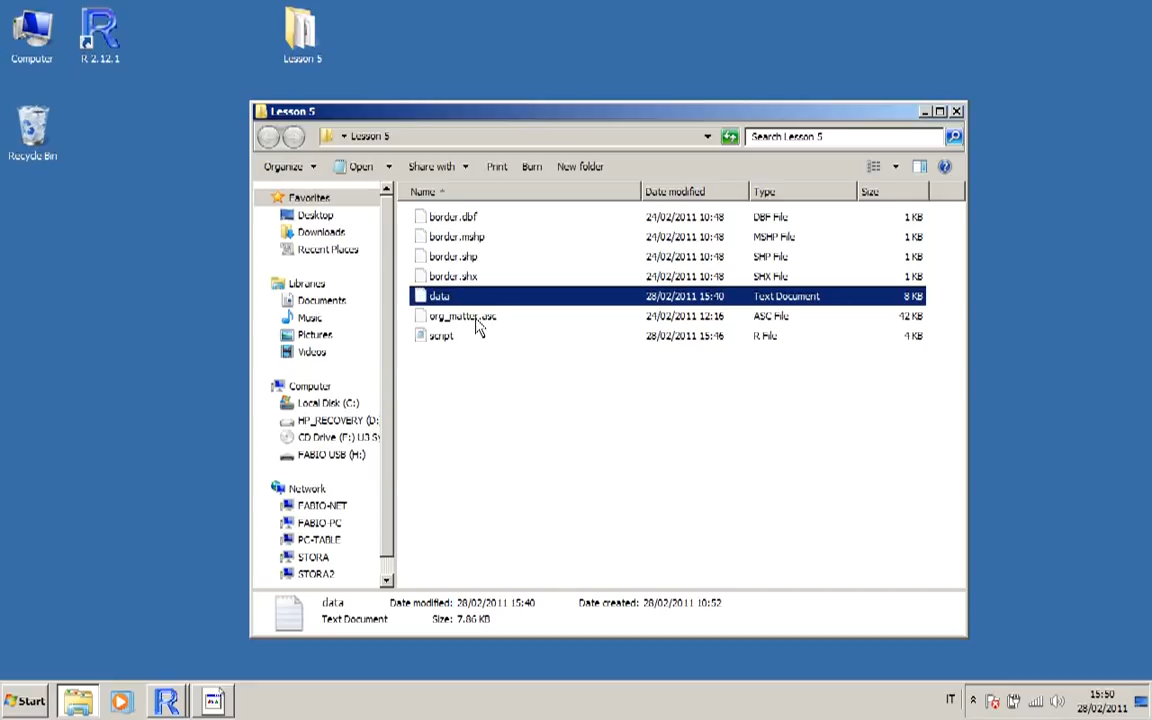 Computer
R 2.12.1
Lesson 5
Recycle Bin
Lesson 5
Lesson 5
Search Lesson 5
Organize
Open
Share with
Print
Burn
New folder
Name
Date modified
Type
Size
Favorites
Desktop
Downloads
Recent Places
Libraries
Documents
Music
Pictures
Videos
Computer
Local Disk (C:)
HP_RECOVERY (D:
CD Drive (F:) U3 Sy
FABIO USB (H:)
Network
FABIO-NET
FABIO-PC
PC-TABLE
STORA
STORA2
border.dbf 24/02/2011 10:48 DBF File 1 KB
border.mshp 24/02/2011 10:48 MSHP File 1 KB
border.shp 24/02/2011 10:48 SHP File 1 KB
border.shx 24/02/2011 10:48 SHX File 1 KB
data 28/02/2011 15:40 Text Document 8 KB
org_matter.asc 24/02/2011 12:16 ASC File 42 KB
script 28/02/2011 15:46 R File 4 KB
data Date modified: 28/02/2011 15:40 Date created: 28/02/2011 10:52
Text Document Size: 7.86 KB
Start
IT
15:50
28/02/2011